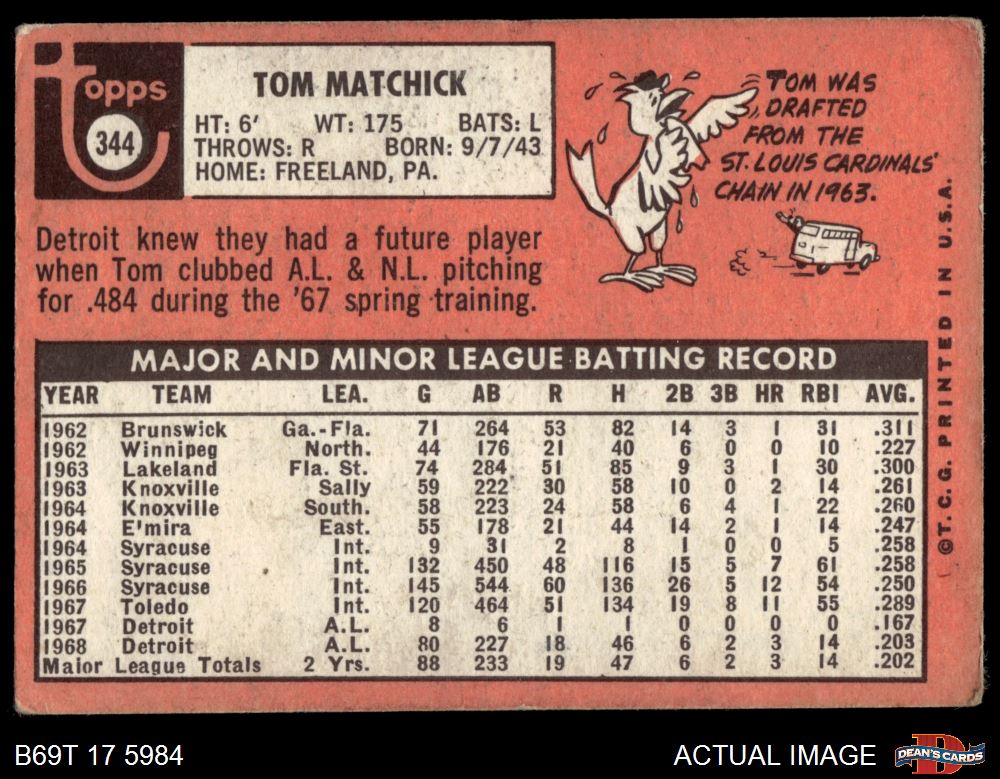 topps
344
TOM MATCHICK
HT: 6' WT: 175 BATS: L
THROWS: R BORN: 9/7/43
HOME: FREELAND, PA.
TOM WAS
DRAFTED
FROM THE
ST. LOUIS CARDINALS'
CHAIN IN 1963.
Detroit knew they had a future player
when Tom clubbed A.L. & N.L. pitching
for .484 during the '67 spring training.
MAJOR AND MINOR LEAGUE BATTING RECORD
YEAR TEAM LEA. G AB R H 2B 3B HR RBI AVG.
1962 Brunswick Ga.-Fla. 71 264 53 82 14 3 1 31 .311
1962 Winnipeg North. 44 176 21 40 6 0 0 10 .227
1963 Lakeland Fla. St. 74 284 51 85 9 3 1 30 .300
1963 Knoxville Sally 59 222 30 58 10 0 2 14 .261
1964 Knoxville South. 58 223 24 58 6 4 1 22 .260
1964 E'mira East. 55 178 21 44 14 2 1 14 .247
1964 Syracuse Int. 9 31 2 8 1 0 0 5 .258
1965 Syracuse Int. 132 450 48 116 15 5 7 61 .258
1966 Syracuse Int. 145 544 60 136 26 5 12 54 .250
1967 Toledo Int. 120 464 51 134 19 8 11 55 .289
1967 Detroit A.L. 8 6 1 1 0 0 0 0 .167
1968 Detroit A.L. 80 227 18 46 6 2 3 14 .203
Major League Totals 2 Yrs. 88 233 19 47 6 2 3 14 .202
©T.C.G. PRINTED IN U.S.A.
B69T 17 5984
ACTUAL IMAGE
DEAN'S CARDS